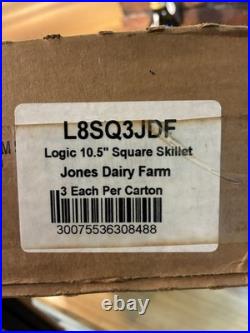 L8SQ3JDF
Logic 10.5" Square Skillet
Jones Dairy Farm
3 Each Per Carton
30075536308488